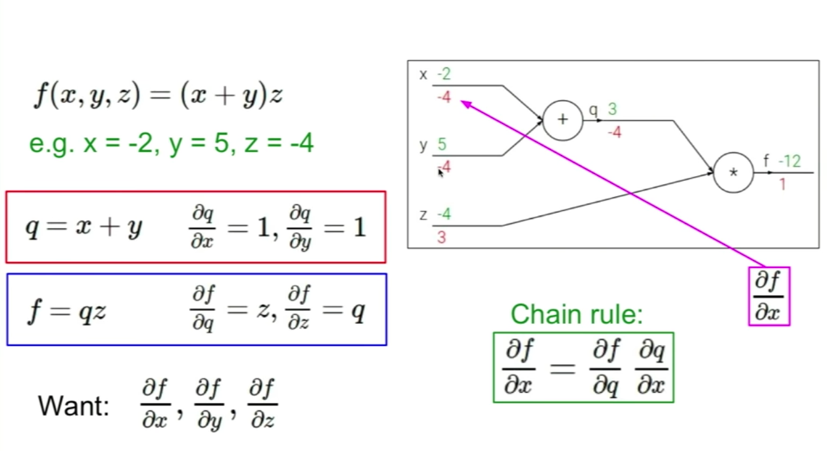 f(x, y, z) = (x + y)z
e.g. x = -2, y = 5, z = -4
q = x + y    ∂q/∂x = 1, ∂q/∂y = 1
f = qz    ∂f/∂q = z, ∂f/∂z = q
Want: ∂f/∂x, ∂f/∂y, ∂f/∂z
x -2
-4
y 5
-4
z -4
3
+
q 3
-4
*
f -12
1
∂f/∂x
Chain rule:
∂f/∂x = ∂f/∂q ∂q/∂x